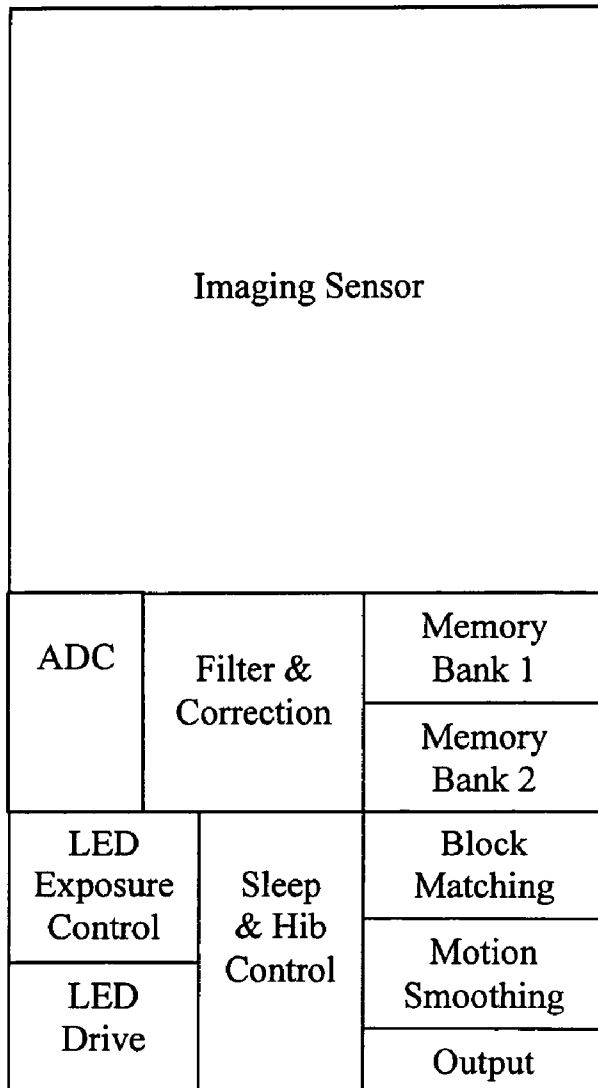 Imaging Sensor
ADC
Filter &
Correction
Memory
Bank 1
Memory
Bank 2
LED
Exposure
Control
Sleep
& Hib
Control
Block
Matching
LED
Drive
Motion
Smoothing
Output